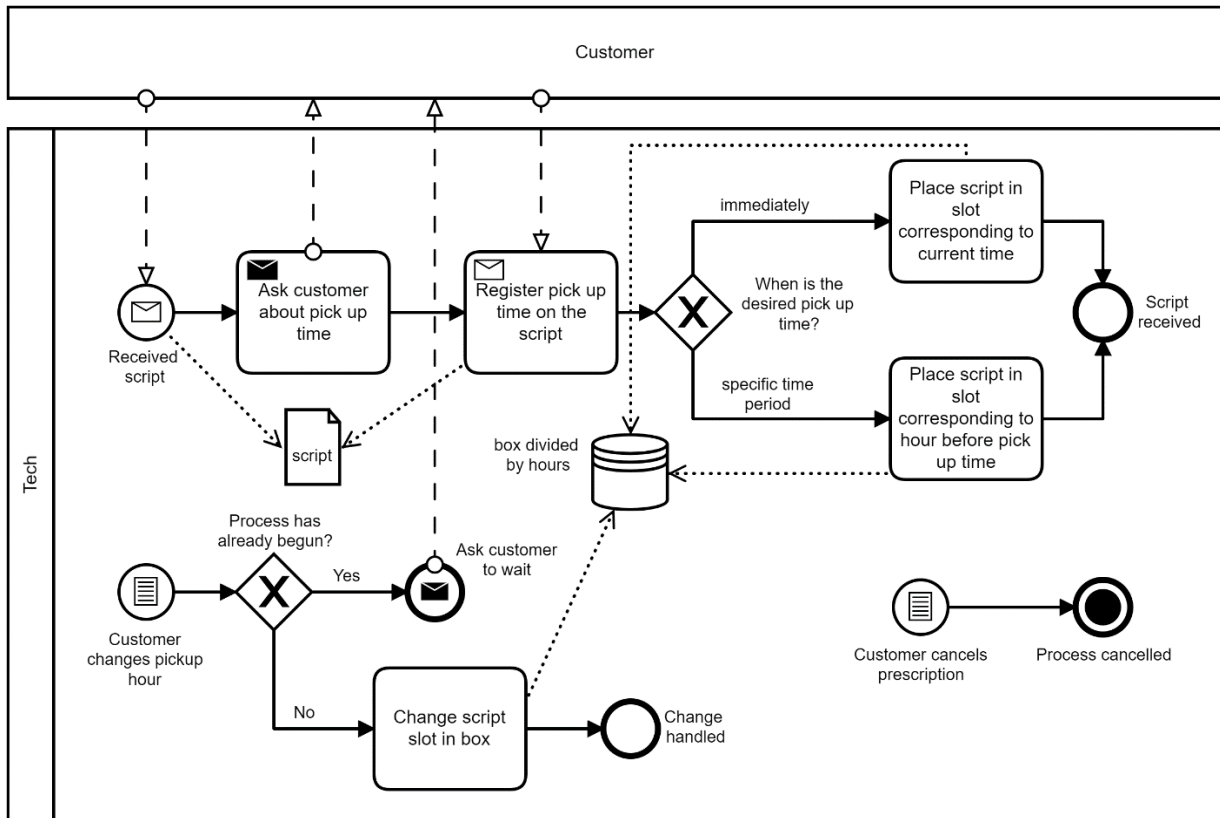 Customer
Tech
immediately
Place script in
slot
corresponding to
current time
Ask customer
about pick up
time
Register pick up
time on the
script
When is the
desired pick up
time?
Script
received
Received
script
specific time
period
Place script in
slot
corresponding to
hour before pick
up time
script
box divided
by hours
Process has
already begun?
Yes
Ask customer
to wait
Customer
changes pickup
hour
No
Change script
slot in box
Change
handled
Customer cancels
prescription
Process cancelled